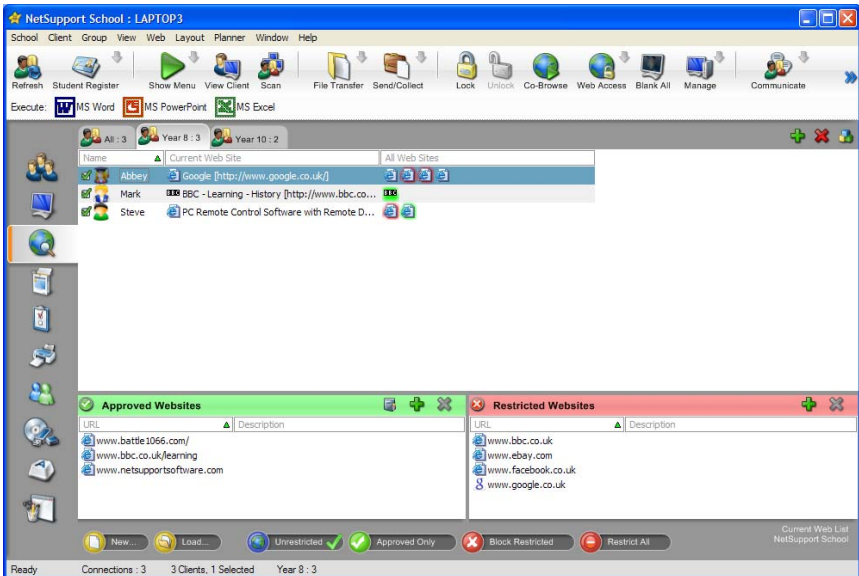 NetSupport School : LAPTOP3
School Client Group View Web Layout Planner Window Help
Refresh Student Register Show Menu View Client Scan File Transfer Send/Collect Lock Unlock Co-Browse Web Access Blank All Manage Communicate
Execute: MS Word MS PowerPoint MS Excel
All : 3 Year 8 : 3 Year 10 : 2
Name Current Web Site All Web Sites
Abbey Google [http://www.google.co.uk/]
Mark BBC - Learning - History [http://www.bbc.co...
Steve PC Remote Control Software with Remote D...
Approved Websites Restricted Websites
URL Description URL Description
www.battle1066.com/ www.bbc.co.uk
www.bbc.co.uk/learning www.ebay.com
www.netsupportsoftware.com www.facebook.co.uk
www.google.co.uk
New... Load... Unrestricted Approved Only Block Restricted Restrict All
Current Web List
NetSupport School
Ready Connections : 3 3 Clients, 1 Selected Year 8 : 3